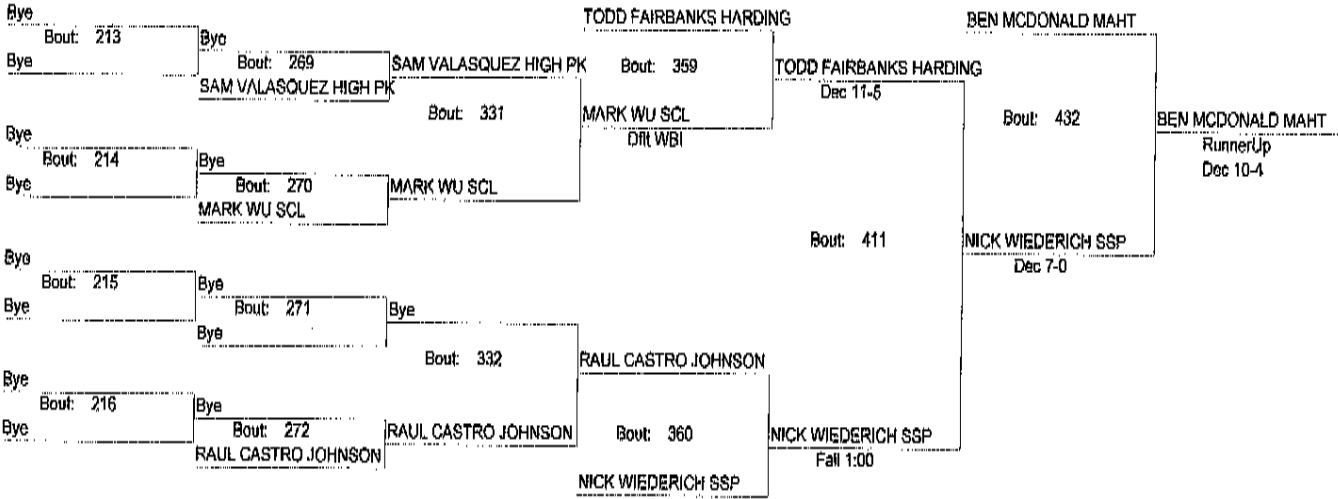 Bye
Bout: 213
Bye
Bye
Bout: 269
SAM VALASQUEZ HIGH PK
SAM VALASQUEZ HIGH PK
Bout: 331
Bye
Bout: 214
Bye
Bye
Bout: 270
MARK WU SCL
MARK WU SCL
TODD FAIRBANKS HARDING
Bout: 359
MARK WU SCL
Dflt WBI
TODD FAIRBANKS HARDING
Dec 11-5
Bye
Bout: 215
Bye
Bye
Bout: 271
Bye
Bye
Bout: 332
Bye
Bout: 216
Bye
Bye
Bout: 272
RAUL CASTRO JOHNSON
RAUL CASTRO JOHNSON
RAUL CASTRO JOHNSON
Bout: 360
NICK WIEDERICH SSP
NICK WIEDERICH SSP
Fall 1:00
Bout: 411
BEN MCDONALD MAHT
Bout: 432
NICK WIEDERICH SSP
Dec 7-0
BEN MCDONALD MAHT
RunnerUp
Dec 10-4